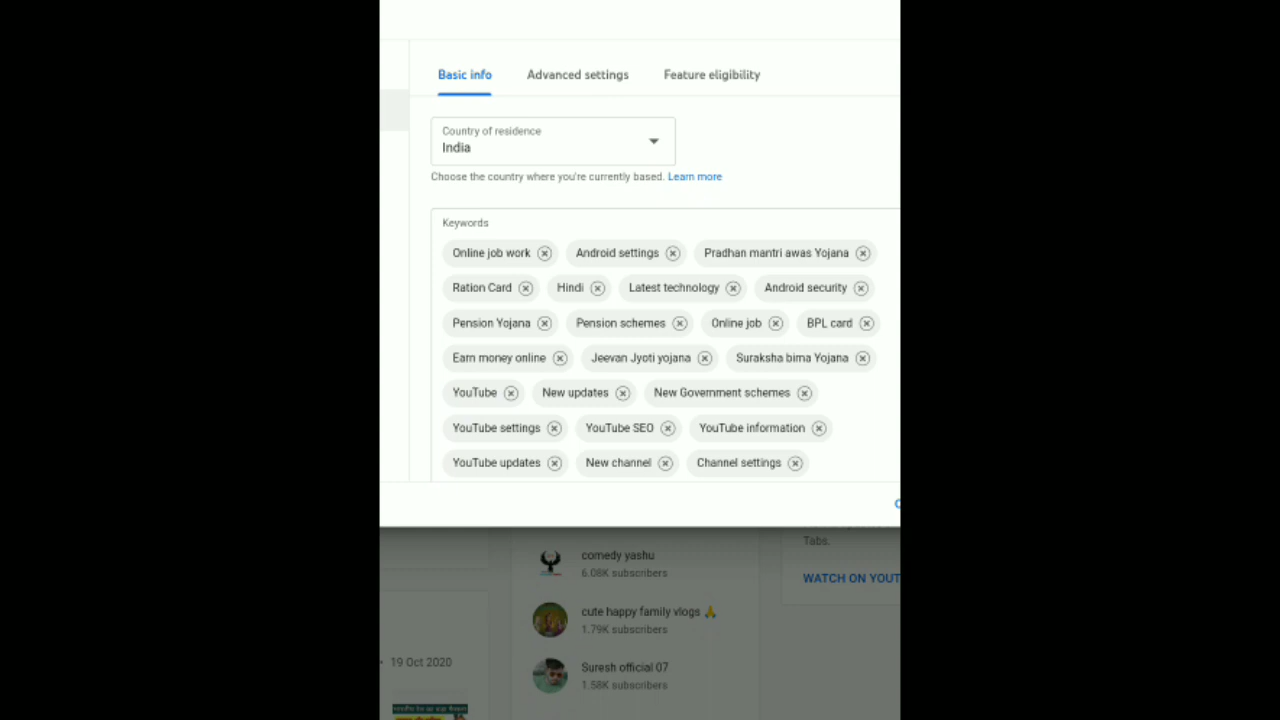 Basic info Advanced settings Feature eligibility
Country of residence
India
Choose the country where you're currently based. Learn more
Keywords
Online job work Android settings Pradhan mantri awas Yojana
Ration Card Hindi Latest technology Android security
Pension Yojana Pension schemes Online job BPL card
Earn money online Jeevan Jyoti yojana Suraksha bima Yojana
YouTube New updates New Government schemes
YouTube settings YouTube SEO YouTube information
YouTube updates New channel Channel settings
Tabs.
comedy yashu
6.08K subscribers
WATCH ON YOUT
cute happy family vlogs 🙏
1.79K subscribers
19 Oct 2020
Suresh official 07
1.58K subscribers